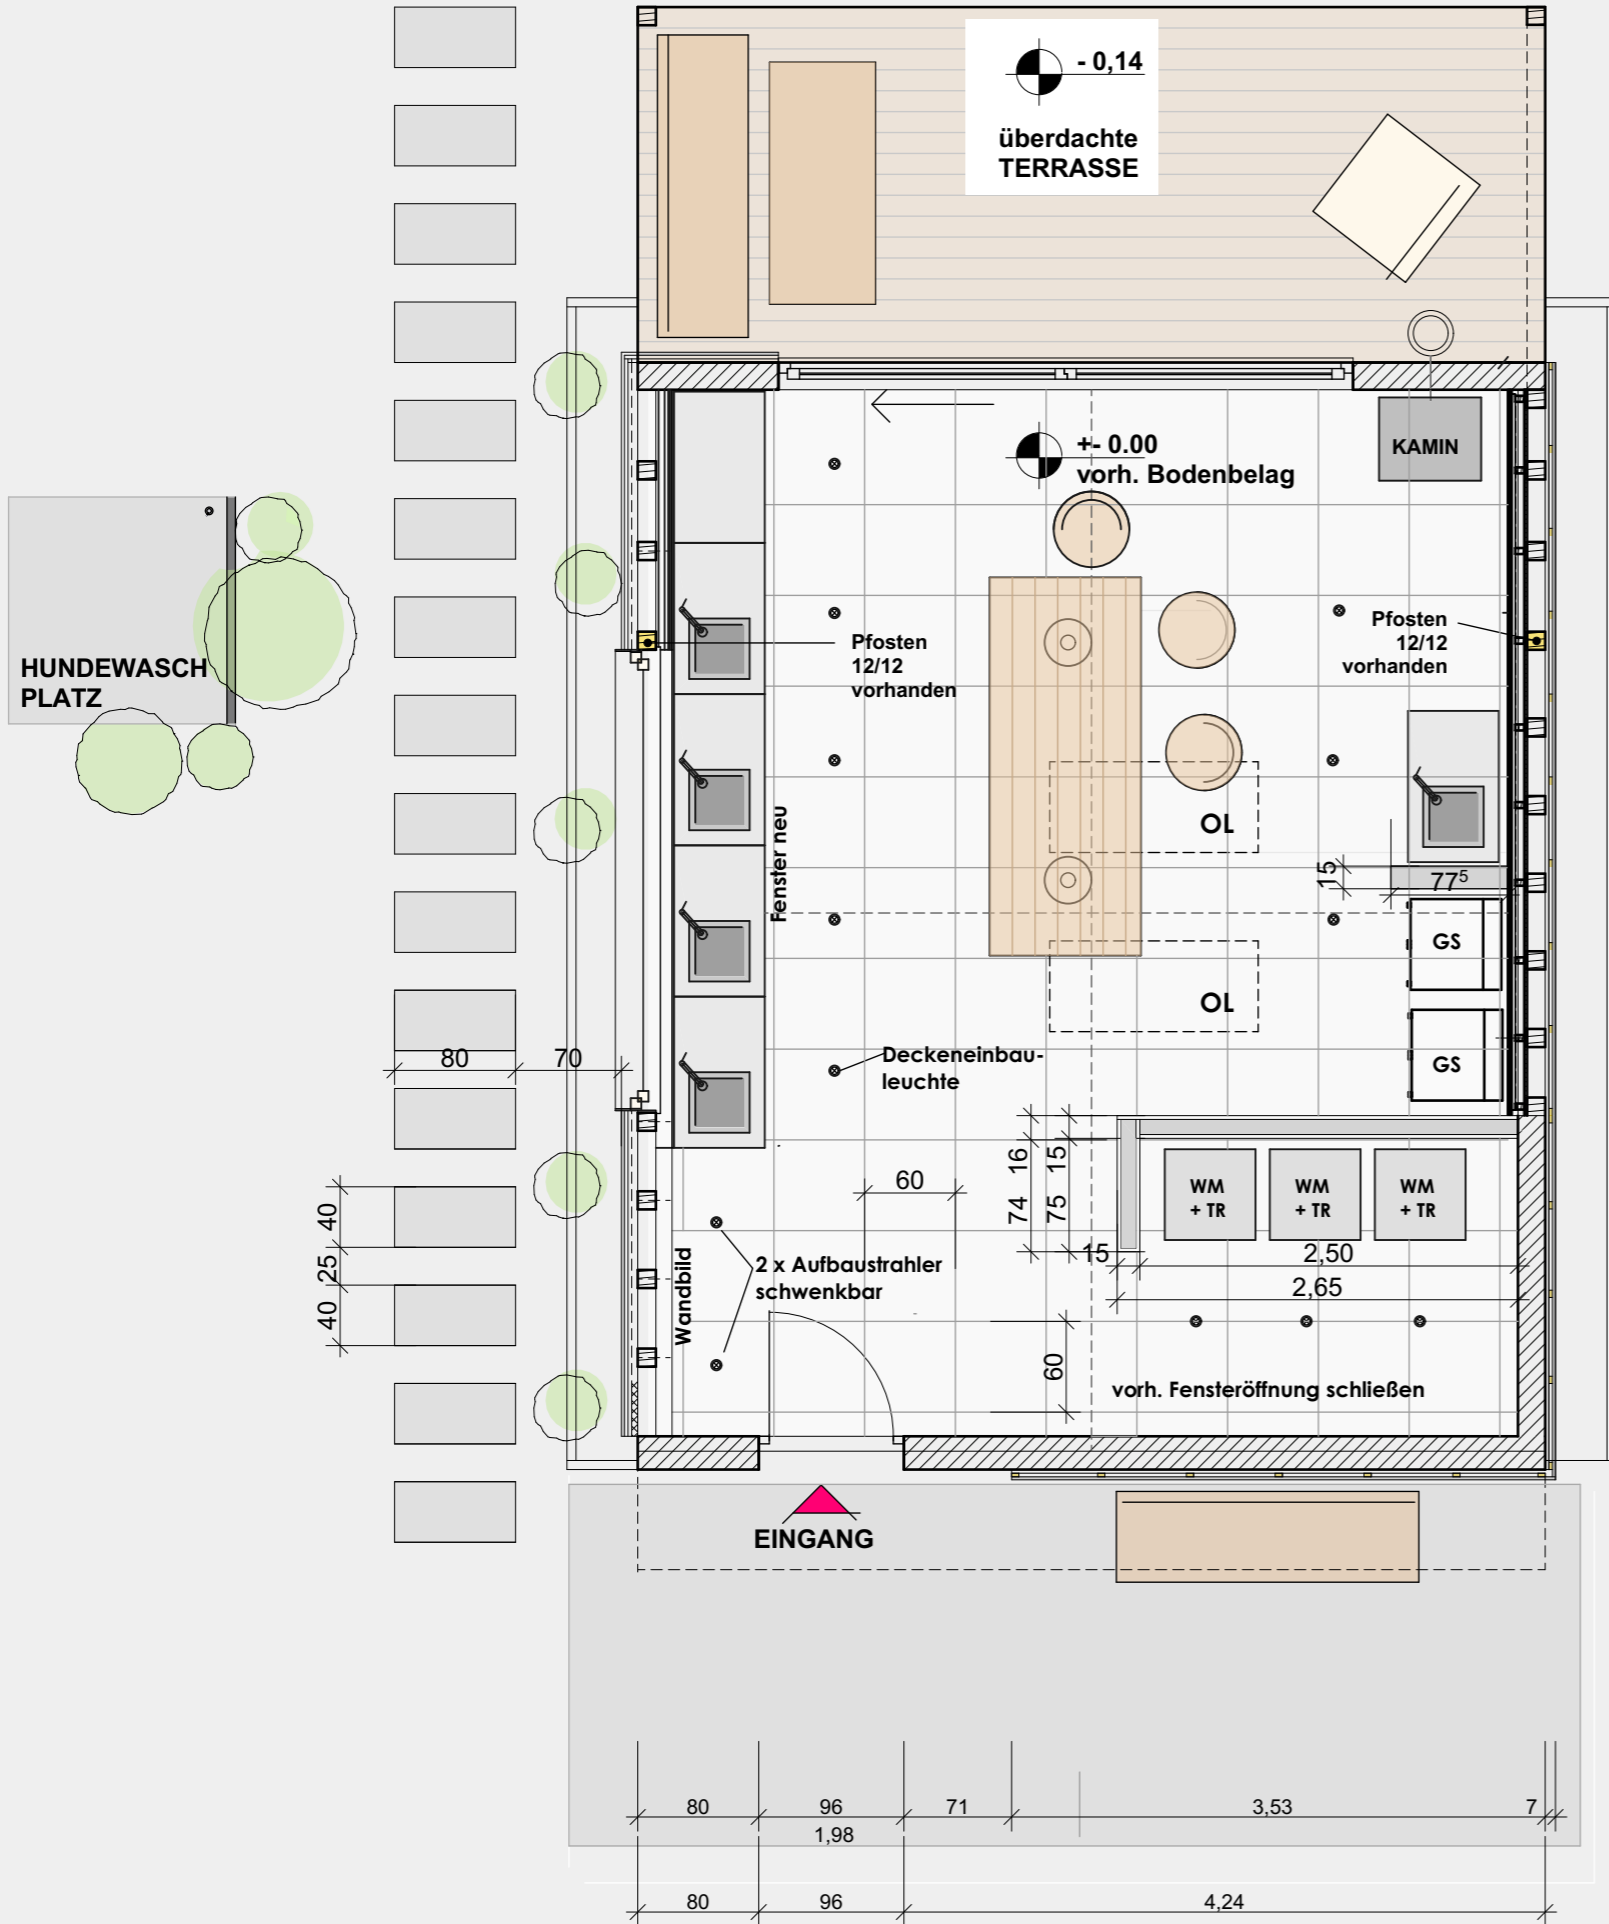 - 0,14
überdachte
TERRASSE
+- 0.00
vorh. Bodenbelag
KAMIN
HUNDEWASCH
PLATZ
Pfosten
12/12
vorhanden
Pfosten
12/12
vorhanden
Fenster neu
OL
15
77⁵
GS
OL
GS
Deckeneinbau-
leuchte
80
70
16
15
74
75
60
WM
+ TR
WM
+ TR
WM
+ TR
15
2,50
2,65
40
25
40
Wandbild
2 x Aufbaustrahler
schwenkbar
60
vorh. Fensteröffnung schließen
EINGANG
80
96
71
3,53
7
1,98
80
96
4,24